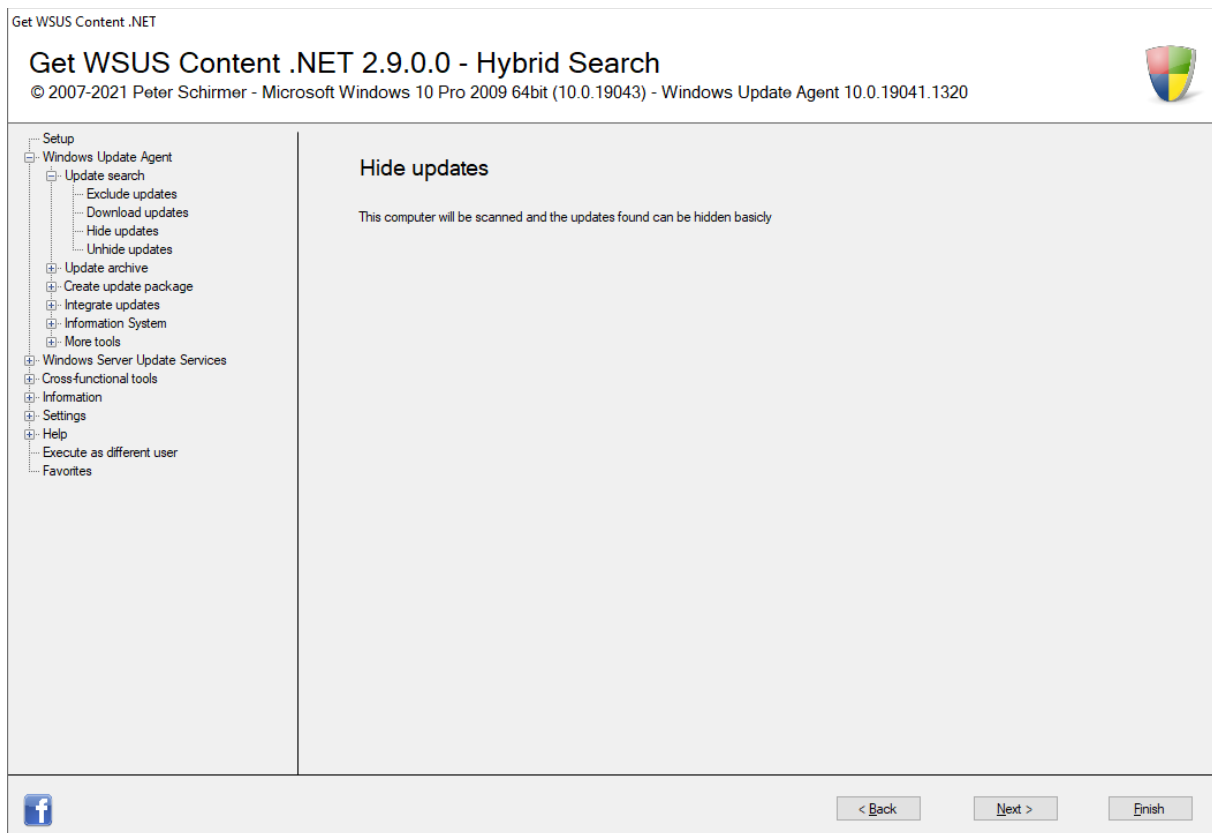 Get WSUS Content .NET
Get WSUS Content .NET 2.9.0.0 - Hybrid Search
© 2007-2021 Peter Schirmer - Microsoft Windows 10 Pro 2009 64bit (10.0.19043) - Windows Update Agent 10.0.19041.1320
Setup
Windows Update Agent
Update search
Exclude updates
Download updates
Hide updates
Unhide updates
Update archive
Create update package
Integrate updates
Information System
More tools
Windows Server Update Services
Cross-functional tools
Information
Settings
Help
Execute as different user
Favorites
Hide updates
This computer will be scanned and the updates found can be hidden basicly
f
< Back
Next >
Finish